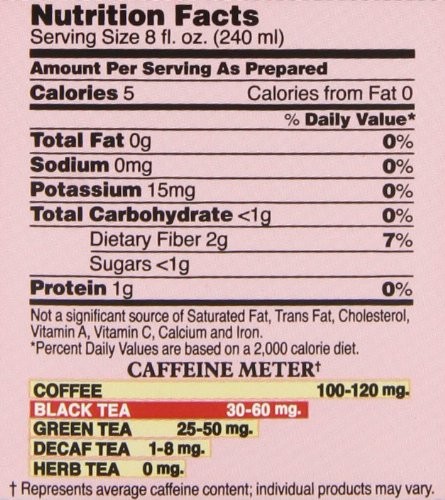 Nutrition Facts
Serving Size 8 fl. oz. (240 ml)
Amount Per Serving As Prepared
Calories 5 Calories from Fat 0
% Daily Value*
Total Fat 0g 0%
Sodium 0mg 0%
Potassium 15mg 0%
Total Carbohydrate <1g 0%
Dietary Fiber 2g 7%
Sugars <1g
Protein 1g 0%
Not a significant source of Saturated Fat, Trans Fat, Cholesterol,
Vitamin A, Vitamin C, Calcium and Iron.
*Percent Daily Values are based on a 2,000 calorie diet.
CAFFEINE METER†
COFFEE 100-120 mg.
BLACK TEA 30-60 mg.
GREEN TEA 25-50 mg.
DECAF TEA 1-8 mg.
HERB TEA 0 mg.
† Represents average caffeine content; individual products may vary.